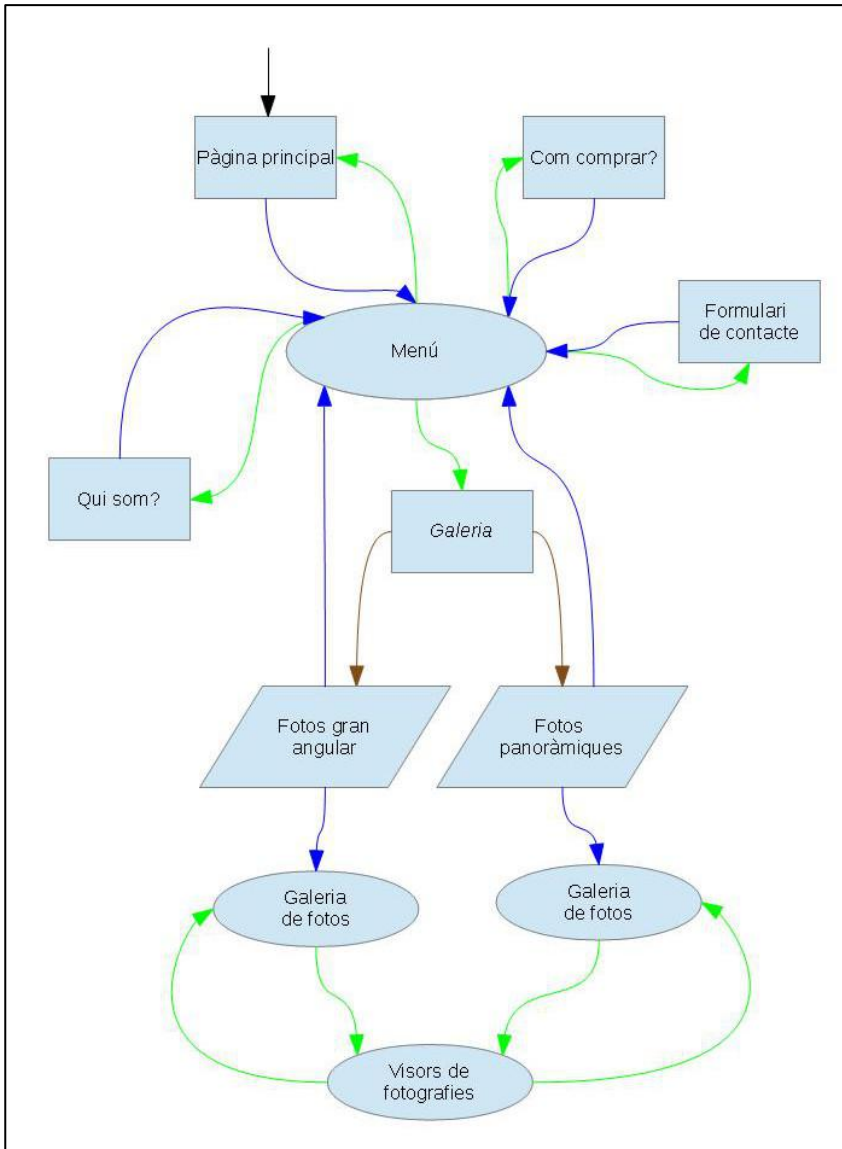 Pàgina principal
Com comprar?
Formulari
de contacte
Menú
Qui som?
Galeria
Fotos gran
angular
Fotos
panoràmiques
Galeria
de fotos
Galeria
de fotos
Visors de
fotografies